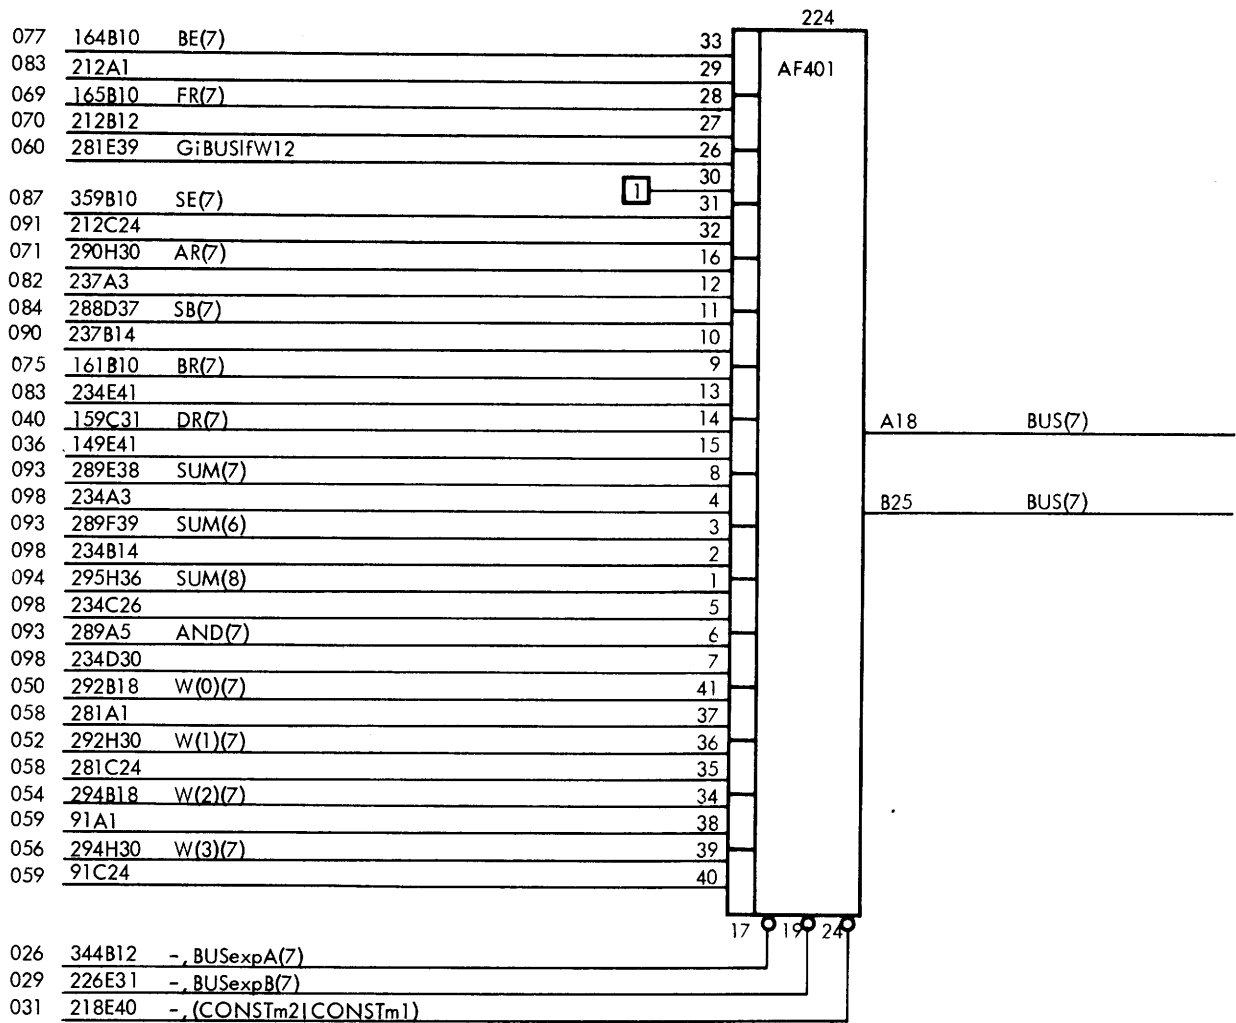 224
077 164B10 BE(7) 33
AF401
083 212A1 29
069 165B10 FR(7) 28
070 212B12 27
060 281E39 GiBUSIfW12 26
30
1
087 359B10 SE(7) 31
091 212C24 32
071 290H30 AR(7) 16
082 237A3 12
084 288D37 SB(7) 11
090 237B14 10
075 161B10 BR(7) 9
083 234E41 13
040 159C31 DR(7) 14 A18 BUS(7)
036 149E41 15
093 289E38 SUM(7) 8
098 234A3 4 B25 BUS(7)
093 289F39 SUM(6) 3
098 234B14 2
094 295H36 SUM(8) 1
098 234C26 5
093 289A5 AND(7) 6
098 234D30 7
050 292B18 W(0)(7) 41
058 281A1 37
052 292H30 W(1)(7) 36
058 281C24 35
054 294B18 W(2)(7) 34
059 91A1 38
056 294H30 W(3)(7) 39
059 91C24 40
17 19 24
026 344B12 -, BUSexpA(7)
029 226E31 -, BUSexpB(7)
031 218E40 -, (CONSTm2|CONSTm1)